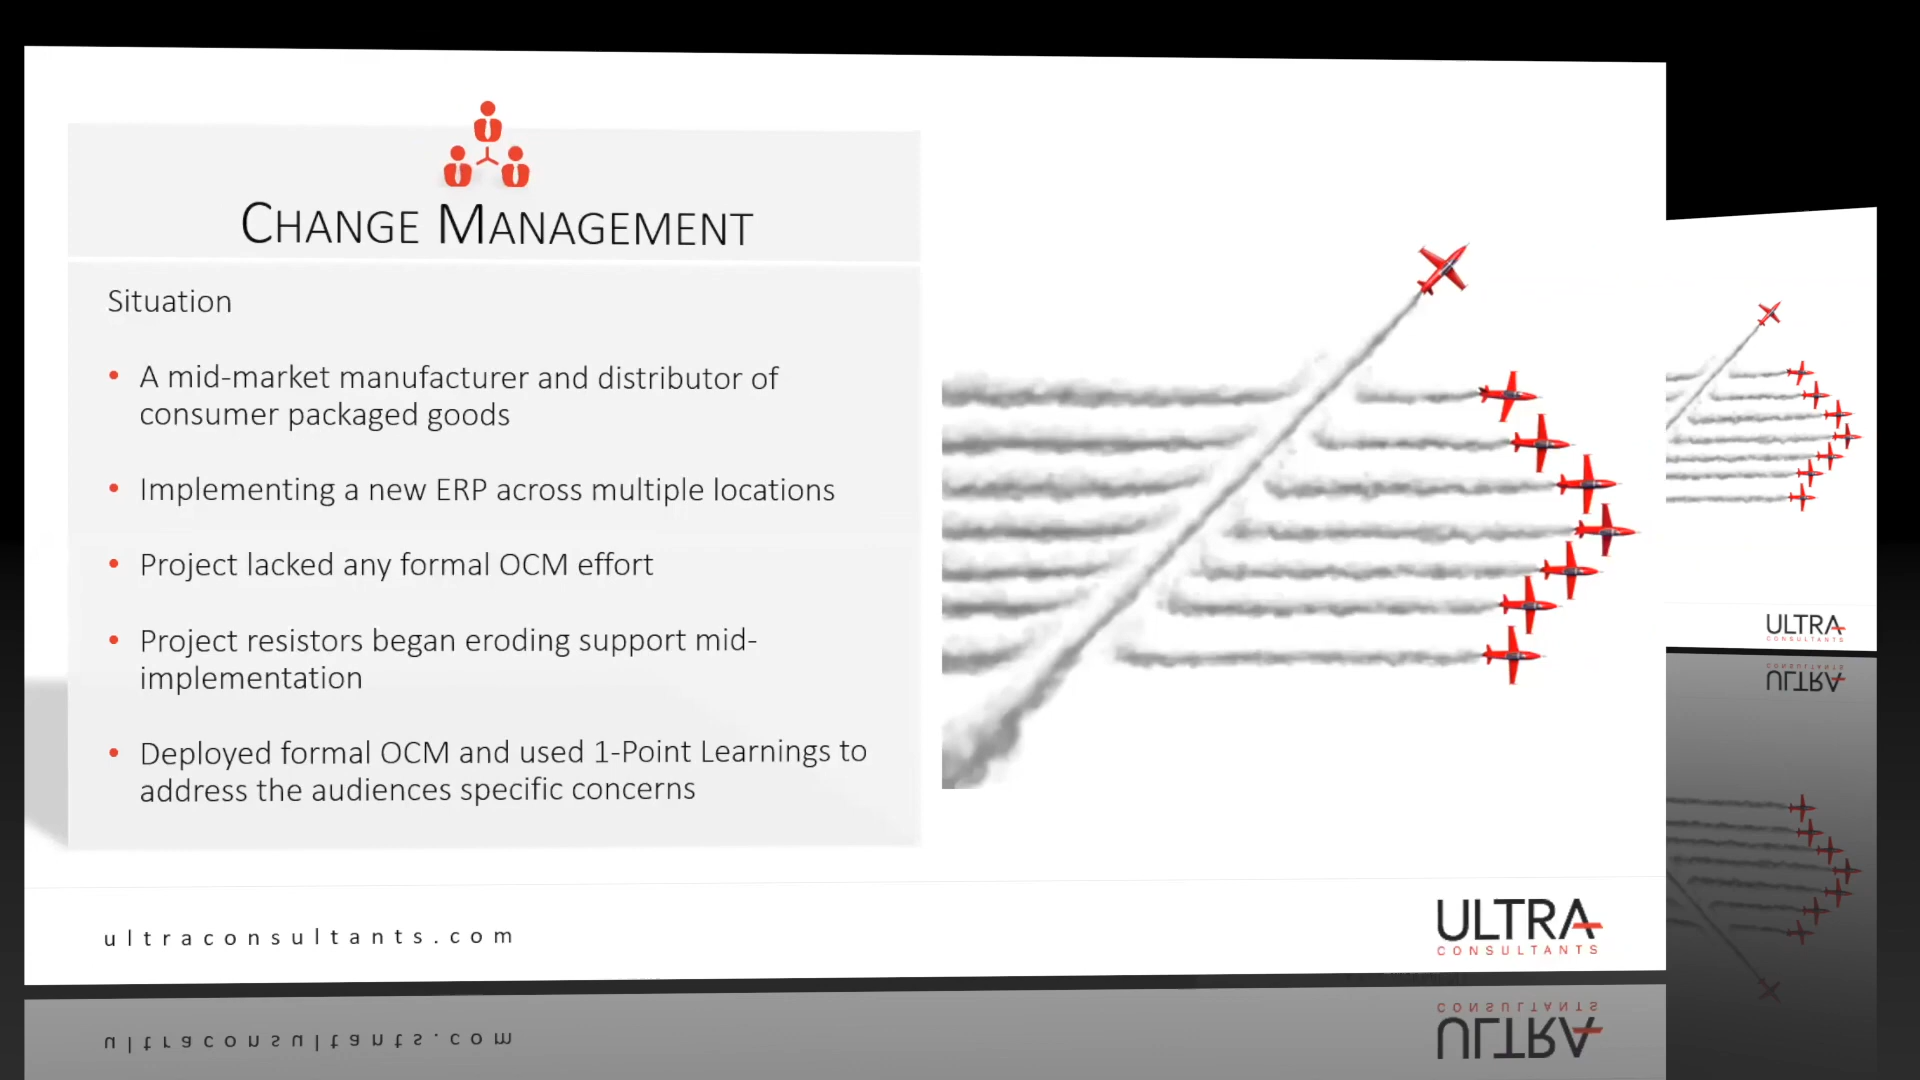 CHANGE MANAGEMENT
Situation
• A mid-market manufacturer and distributor of
consumer packaged goods
• Implementing a new ERP across multiple locations
• Project lacked any formal OCM effort
• Project resistors began eroding support mid-
implementation
• Deployed formal OCM and used 1-Point Learnings to
address the audiences specific concerns
ultraconsultants.com
ULTRA
CONSULTANTS
ULTRA
CONSULTANTS